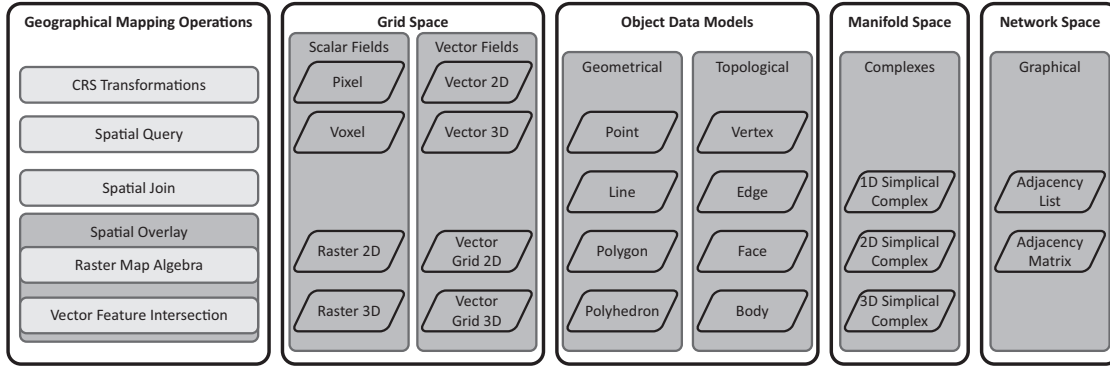 Geographical Mapping Operations
CRS Transformations
Spatial Query
Spatial Join
Spatial Overlay
Raster Map Algebra
Vector Feature Intersection
Grid Space
Scalar Fields
Pixel
Voxel
Raster 2D
Raster 3D
Vector Fields
Vector 2D
Vector 3D
Vector
Grid 2D
Vector
Grid 3D
Object Data Models
Geometrical
Point
Line
Polygon
Polyhedron
Topological
Vertex
Edge
Face
Body
Manifold Space
Complexes
1D Simplical
Complex
2D Simplical
Complex
3D Simplical
Complex
Network Space
Graphical
Adjacency
List
Adjacency
Matrix